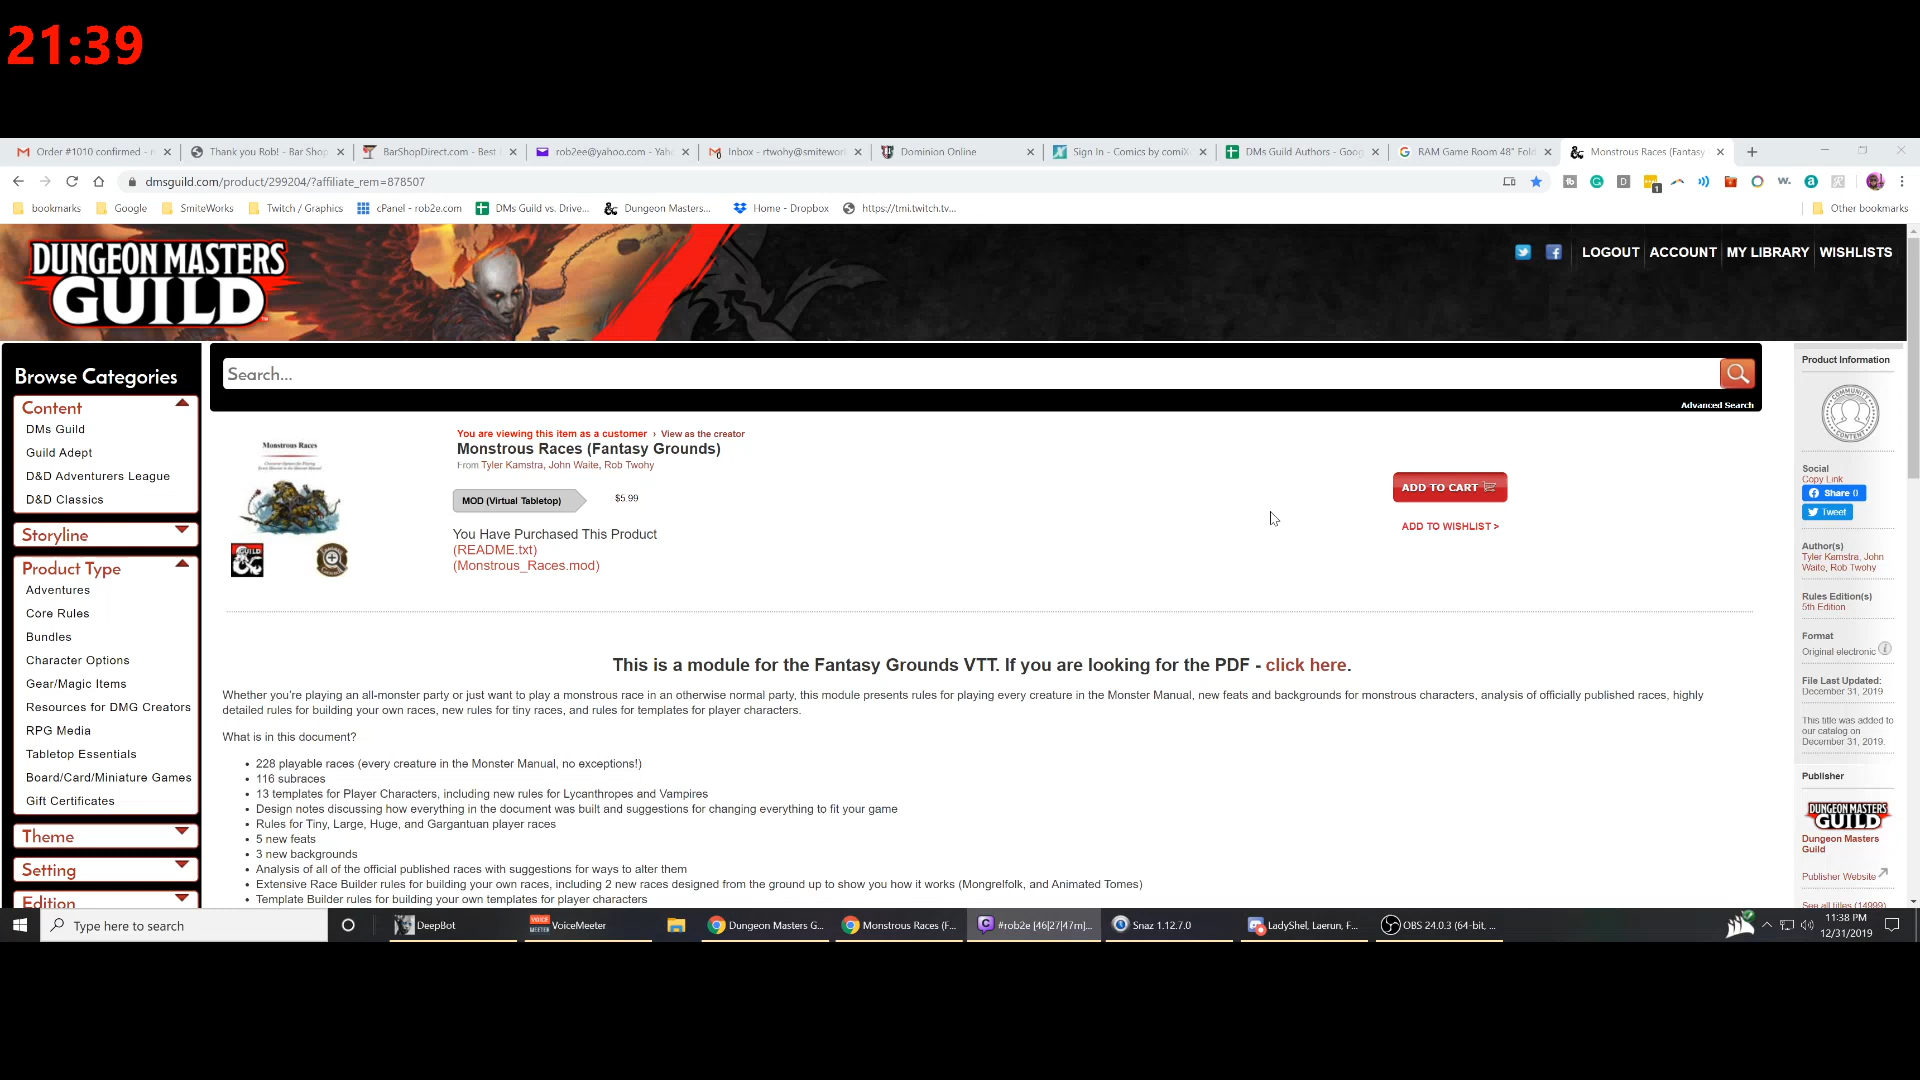 21:39
Order #1010 confirmed - r
Thank you Rob! - Bar Shop
BarShopDirect.com - Best
rob2ee@yahoo.com - Yah
Inbox - rtwohy@smitewor
Dominion Online
Sign In - Comics by comiX
DMs Guild Authors - Goog
RAM Game Room 48" Fold
Monstrous Races (Fantasy
dmsguild.com/product/299204/?affiliate_rem=878507
bookmarks
Google
SmiteWorks
Twitch / Graphics
cPanel - rob2e.com
DMs Guild vs. Drive...
Dungeon Masters...
Home - Dropbox
https://tmi.twitch.tv...
Other bookmarks
DUNGEON MASTERS
GUILD
LOGOUT
ACCOUNT
MY LIBRARY
WISHLISTS
Browse Categories
Content
DMs Guild
Guild Adept
D&D Adventurers League
D&D Classics
Storyline
Product Type
Adventures
Core Rules
Bundles
Character Options
Gear/Magic Items
Resources for DMG Creators
RPG Media
Tabletop Essentials
Board/Card/Miniature Games
Gift Certificates
Theme
Setting
Edition
Search...
Advanced Search
Monstrous Races
You are viewing this item as a customer › View as the creator
Monstrous Races (Fantasy Grounds)
From Tyler Kamstra, John Waite, Rob Twohy
MOD (Virtual Tabletop)
$5.99
You Have Purchased This Product
(README.txt)
(Monstrous_Races.mod)
ADD TO CART
ADD TO WISHLIST >
This is a module for the Fantasy Grounds VTT. If you are looking for the PDF - click here.
Whether you're playing an all-monster party or just want to play a monstrous race in an otherwise normal party, this module presents rules for playing every creature in the Monster Manual, new feats and backgrounds for monstrous characters, analysis of officially published races, highly
detailed rules for building your own races, new rules for tiny races, and rules for templates for player characters.
What is in this document?
• 228 playable races (every creature in the Monster Manual, no exceptions!)
• 116 subraces
• 13 templates for Player Characters, including new rules for Lycanthropes and Vampires
• Design notes discussing how everything in the document was built and suggestions for changing everything to fit your game
• Rules for Tiny, Large, Huge, and Gargantuan player races
• 5 new feats
• 3 new backgrounds
• Analysis of all of the official published races with suggestions for ways to alter them
• Extensive Race Builder rules for building your own races, including 2 new races designed from the ground up to show you how it works (Mongrelfolk, and Animated Tomes)
• Template Builder rules for building your own templates for player characters
Product Information
COMMUNITY
CONTENT
Social
Copy Link
Share 0
Tweet
Author(s)
Tyler Kamstra, John
Waite, Rob Twohy
Rules Edition(s)
5th Edition
Format
Original electronic
File Last Updated:
December 31, 2019
This title was added to
our catalog on
December 31, 2019.
Publisher
DUNGEON MASTERS
GUILD
Dungeon Masters
Guild
Publisher Website
See all titles (14999)
Type here to search
DeepBot
VoiceMeeter
Dungeon Masters G...
Monstrous Races (F...
#rob2e [46|27|47m]...
Snaz 1.12.7.0
LadyShel, Laerun, F...
OBS 24.0.3 (64-bit, ...
11:38 PM
12/31/2019